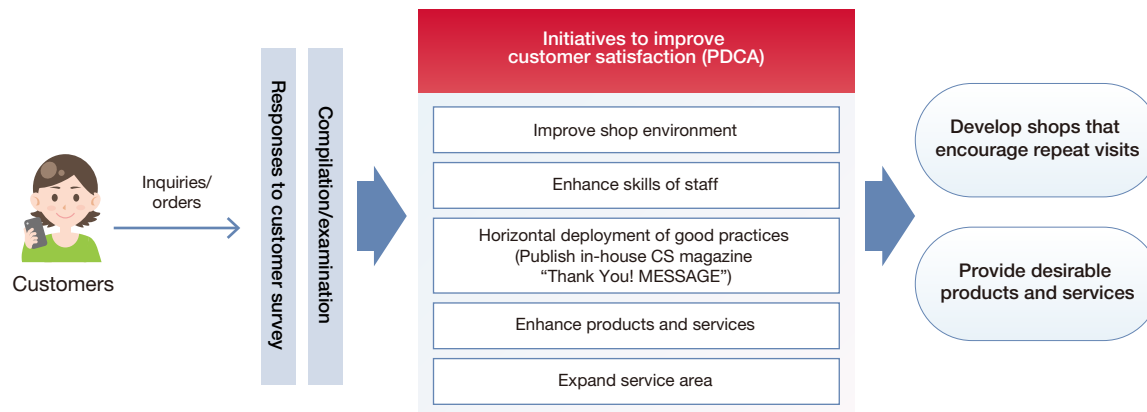 Customers
Inquiries/
orders
Responses to customer survey
Compilation/examination
Initiatives to improve
customer satisfaction (PDCA)
Improve shop environment
Enhance skills of staff
Horizontal deployment of good practices
(Publish in-house CS magazine
“Thank You! MESSAGE”)
Enhance products and services
Expand service area
Develop shops that
encourage repeat visits
Provide desirable
products and services